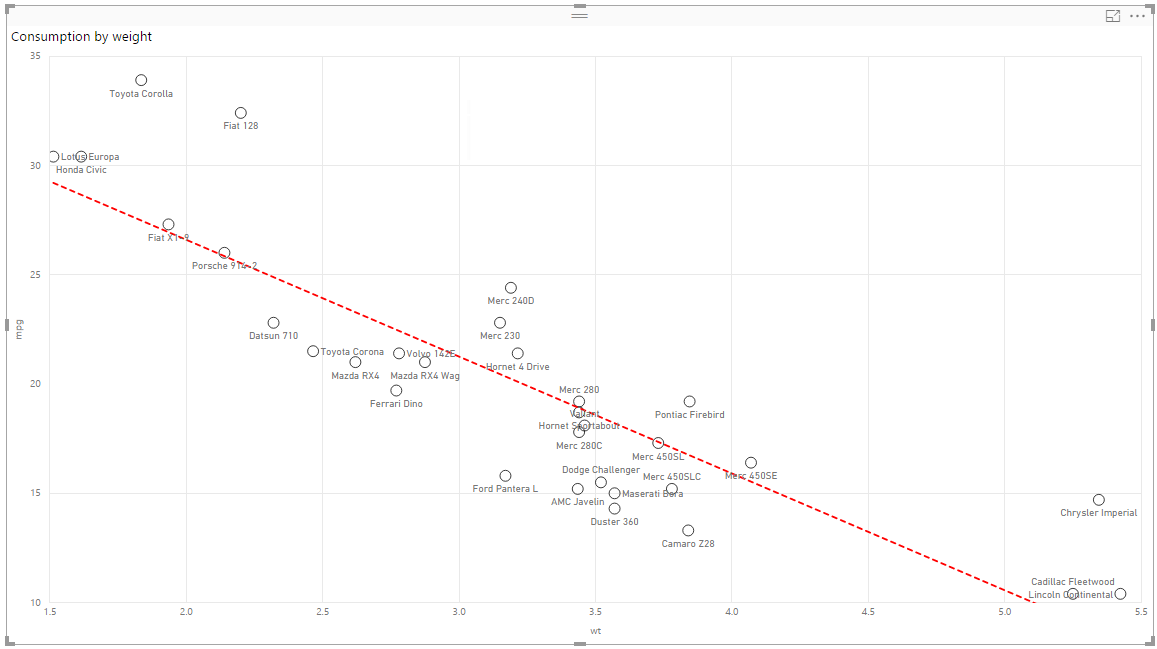 Consumption by weight
35
Toyota Corolla
Fiat 128
Lotus Europa
30
Honda Civic
Fiat X1-9
Porsche 914-2
25
Merc 240D
mpg
Datsun 710
Merc 230
Toyota Corona
Volvo 142E
Hornet 4 Drive
Mazda RX4
Mazda RX4 Wag
20
Ferrari Dino
Merc 280
Valiant
Pontiac Firebird
Hornet Sportabout
Merc 280C
Merc 450SL
Dodge Challenger
Merc 450SLC
Merc 450SE
Ford Pantera L
15
Maserati Bora
AMC Javelin
Chrysler Imperial
Duster 360
Camaro Z28
Cadillac Fleetwood
Lincoln Continental
10
1.5 2.0 2.5 3.0 3.5 4.0 4.5 5.0 5.5
wt